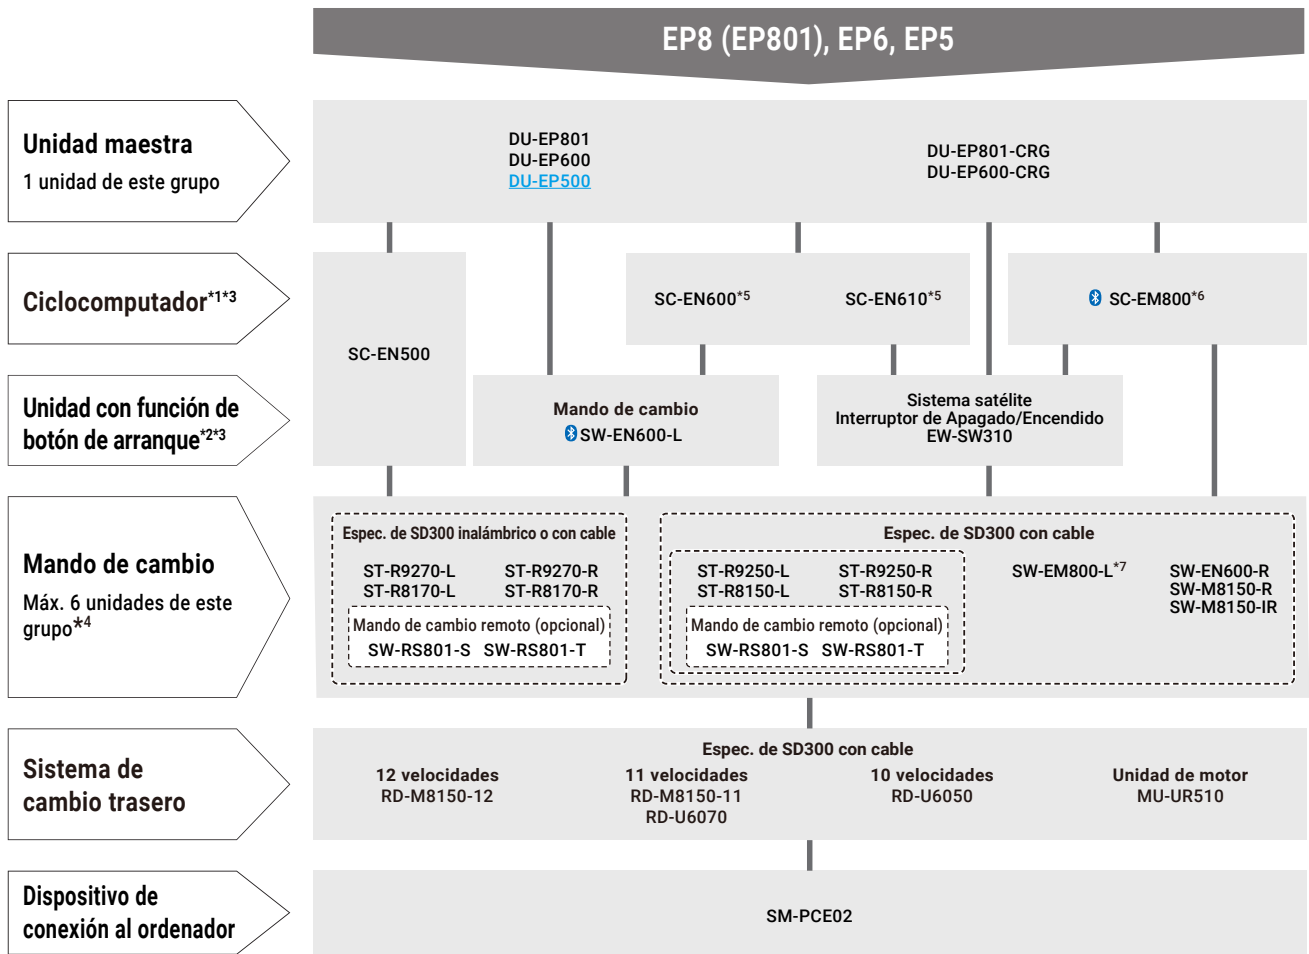 EP8 (EP801), EP6, EP5
Unidad maestra
1 unidad de este grupo
DU-EP801
DU-EP600
DU-EP500
DU-EP801-CRG
DU-EP600-CRG
Ciclocomputador*1*3
SC-EN500
SC-EN600*5
SC-EN610*5
SC-EM800*6
Unidad con función de
botón de arranque*2*3
Mando de cambio
SW-EN600-L
Sistema satélite
Interruptor de Apagado/Encendido
EW-SW310
Mando de cambio
Máx. 6 unidades de este
grupo*4
Espec. de SD300 inalámbrico o con cable
ST-R9270-L ST-R9270-R
ST-R8170-L ST-R8170-R
Mando de cambio remoto (opcional)
SW-RS801-S SW-RS801-T
Espec. de SD300 con cable
ST-R9250-L ST-R9250-R
ST-R8150-L ST-R8150-R
Mando de cambio remoto (opcional)
SW-RS801-S SW-RS801-T
SW-EM800-L*7
SW-EN600-R
SW-M8150-R
SW-M8150-IR
Sistema de
cambio trasero
Espec. de SD300 con cable
12 velocidades
RD-M8150-12
11 velocidades
RD-M8150-11
RD-U6070
10 velocidades
RD-U6050
Unidad de motor
MU-UR510
Dispositivo de
conexión al ordenador
SM-PCE02